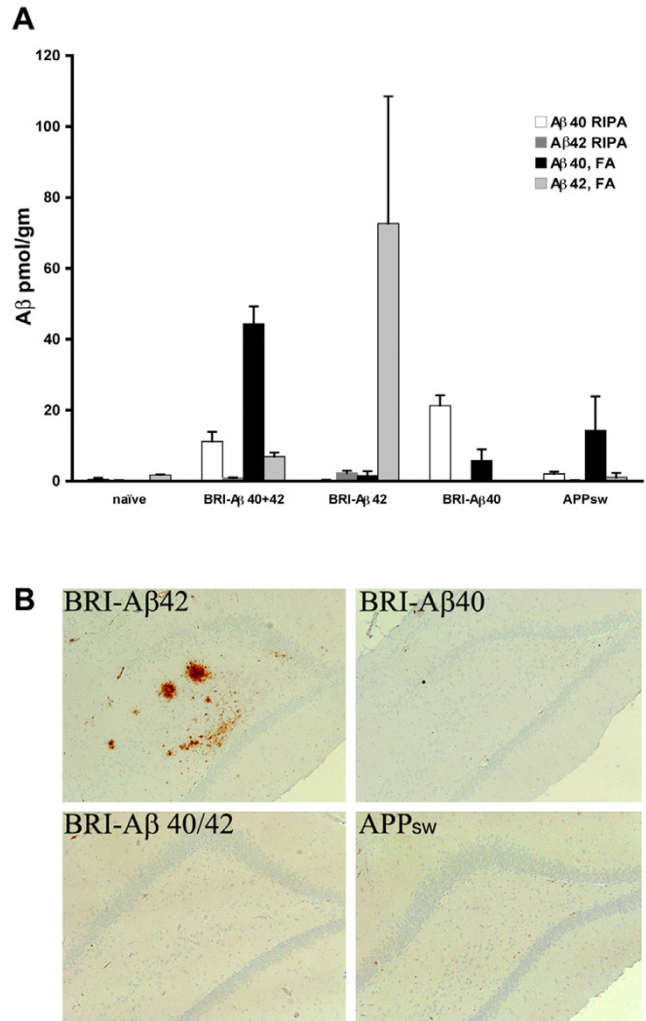 A
120
100
80
60
40
20
0
Aβ pmol/gm
Aβ 40 RIPA
Aβ42 RIPA
Aβ 40, FA
Aβ 42, FA
naïve BRI-Aβ 40+42 BRI-Aβ 42 BRI-Aβ40 APPsw
B
BRI-Aβ42 BRI-Aβ40
BRI-Aβ 40/42 APPsw